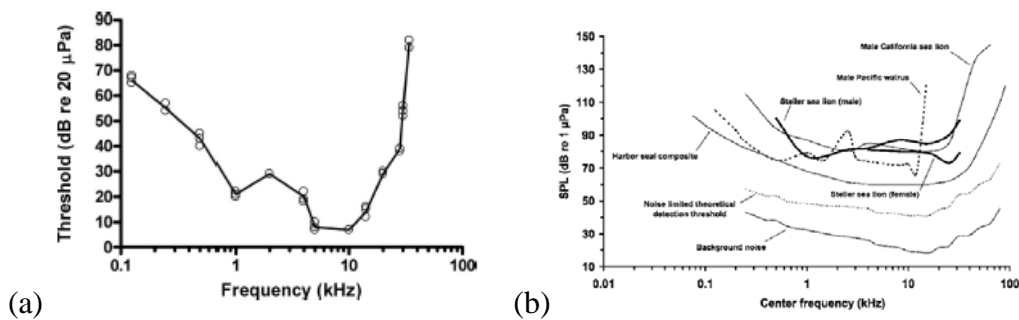 90
80
70
60
50
40
30
20
10
0
0.1
1
10
100
Threshold (dB re 20 µPa)
Frequency (kHz)
(a)
150
130
110
90
70
50
30
10
0.01
0.1
1
10
100
SPL (dB re 1 µPa)
Center frequency (kHz)
Male California sea lion
Male Pacific walrus
Steller sea lion (male)
Harbor seal composite
Steller sea lion (female)
Noise limited theoretical
detection threshold
Background noise
(b)